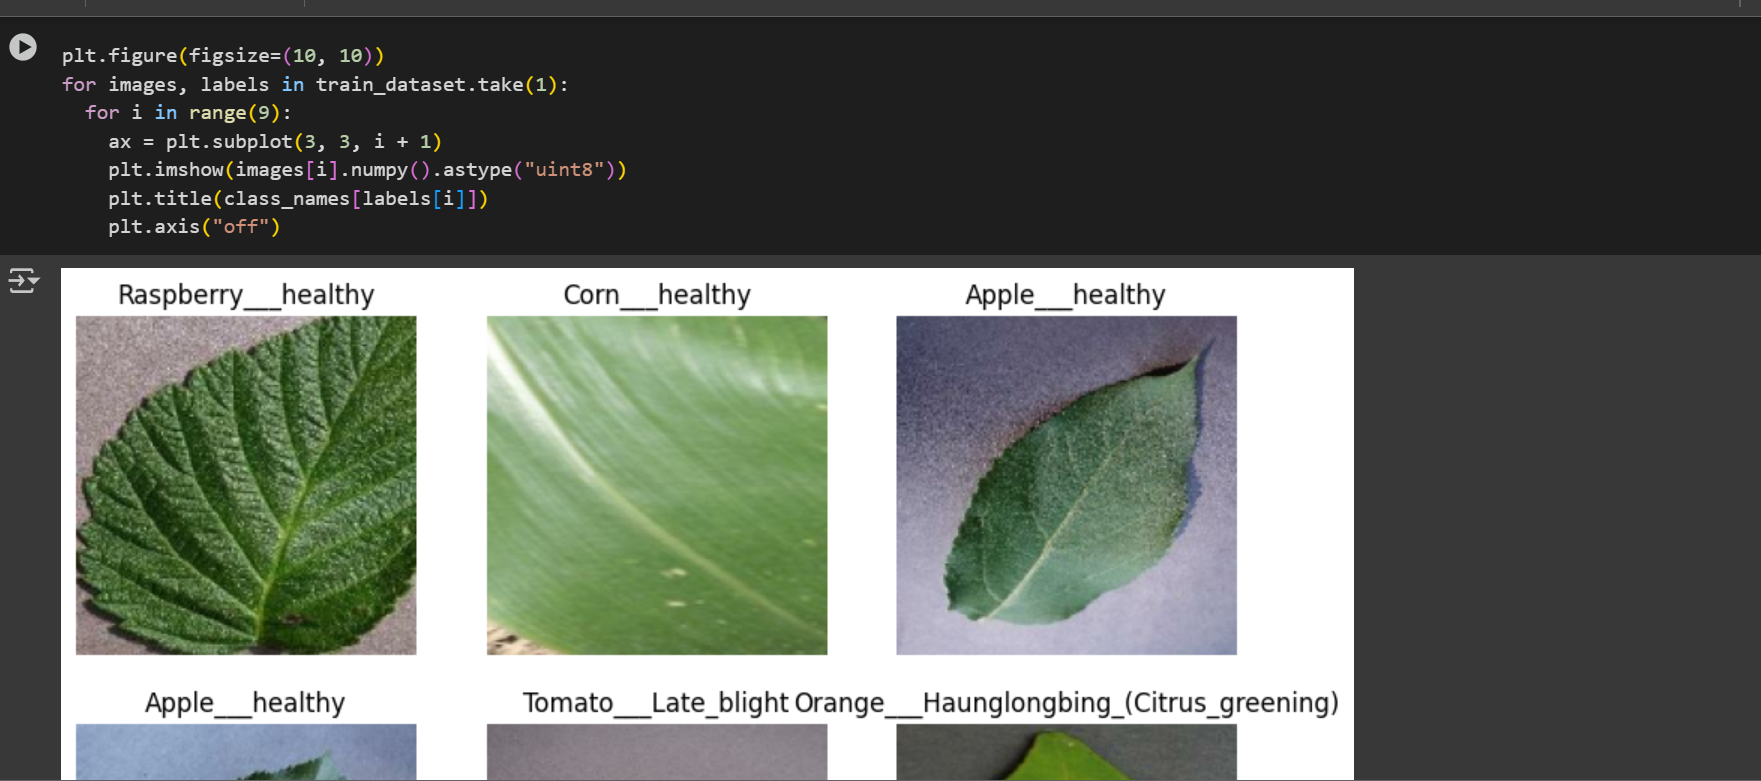 plt.figure(figsize=(10, 10))
for images, labels in train_dataset.take(1):
  for i in range(9):
    ax = plt.subplot(3, 3, i + 1)
    plt.imshow(images[i].numpy().astype("uint8"))
    plt.title(class_names[labels[i]])
    plt.axis("off")
Raspberry___healthy Corn___healthy Apple___healthy
Apple___healthy Tomato___Late_blight Orange___Haunglongbing_(Citrus_greening)